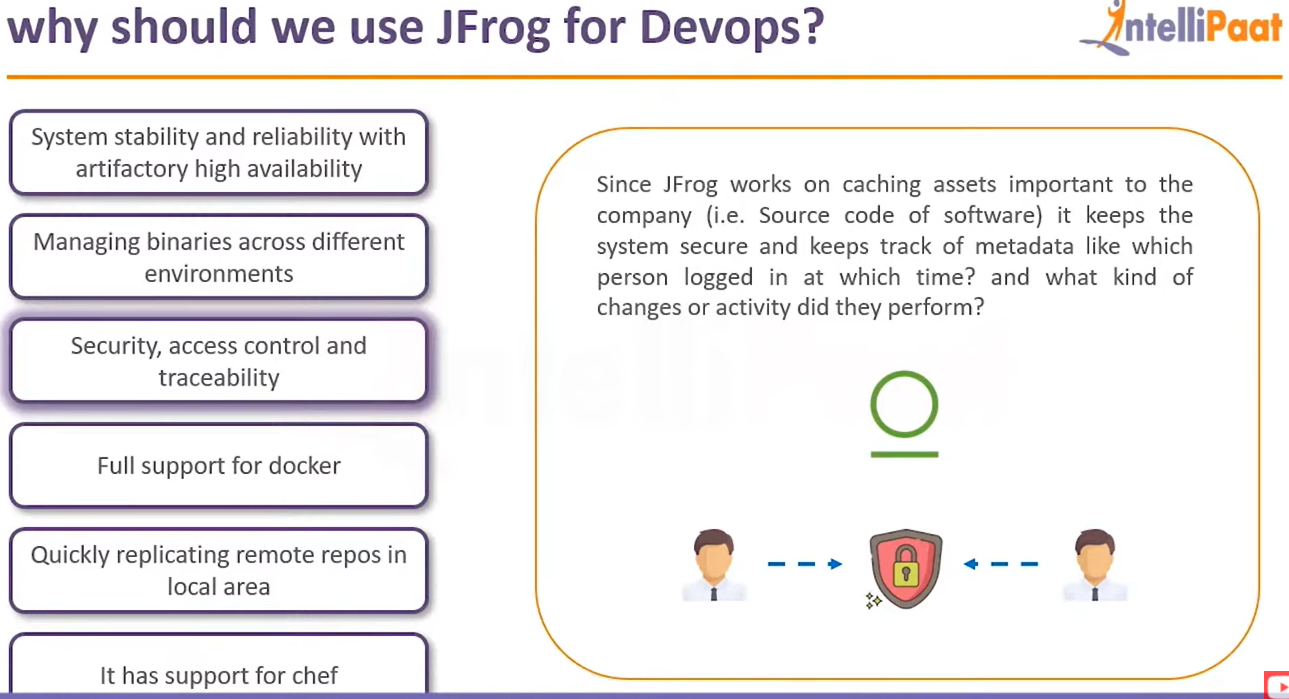 why should we use JFrog for Devops?
IntelliPaat
System stability and reliability with
artifactory high availability
Managing binaries across different
environments
Security, access control and
traceability
Full support for docker
Quickly replicating remote repos in
local area
It has support for chef
Since JFrog works on caching assets important to the
company (i.e. Source code of software) it keeps the
system secure and keeps track of metadata like which
person logged in at which time? and what kind of
changes or activity did they perform?